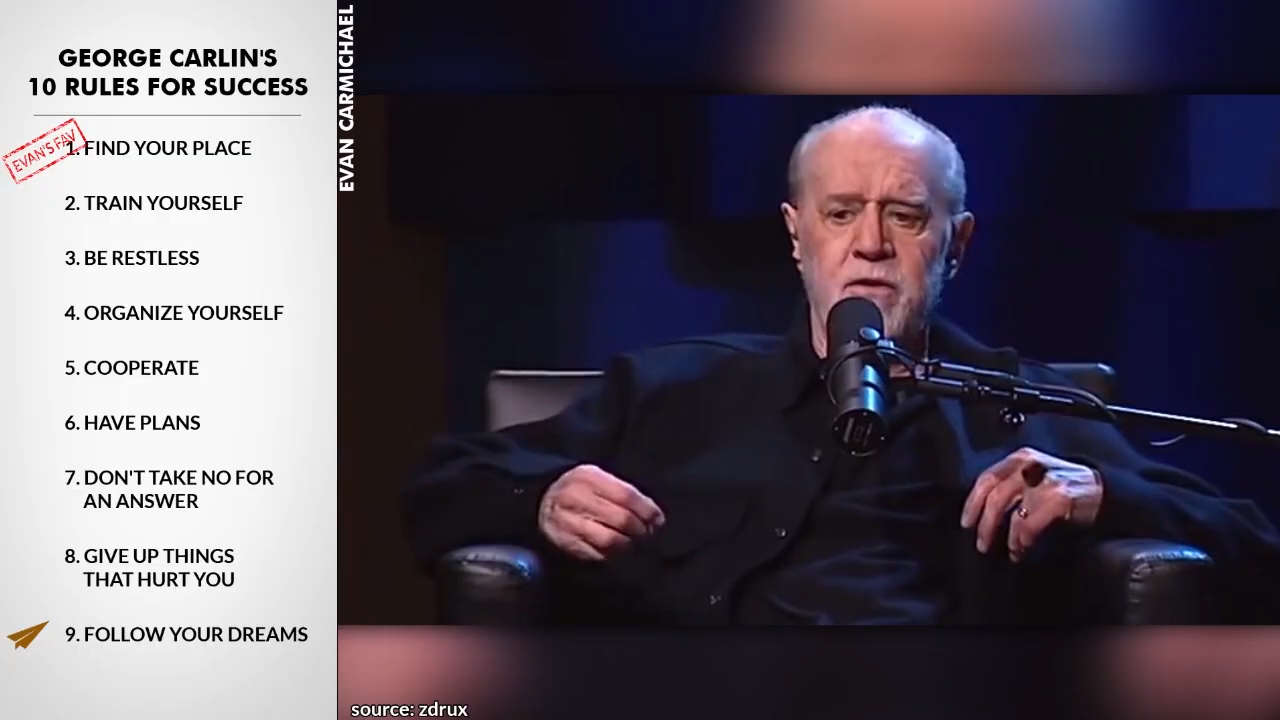 GEORGE CARLIN'S
10 RULES FOR SUCCESS
EVAN'S FAV
1. FIND YOUR PLACE
2. TRAIN YOURSELF
3. BE RESTLESS
4. ORGANIZE YOURSELF
5. COOPERATE
6. HAVE PLANS
7. DON'T TAKE NO FOR
AN ANSWER
8. GIVE UP THINGS
THAT HURT YOU
9. FOLLOW YOUR DREAMS
EVAN CARMICHAEL
source: zdrux